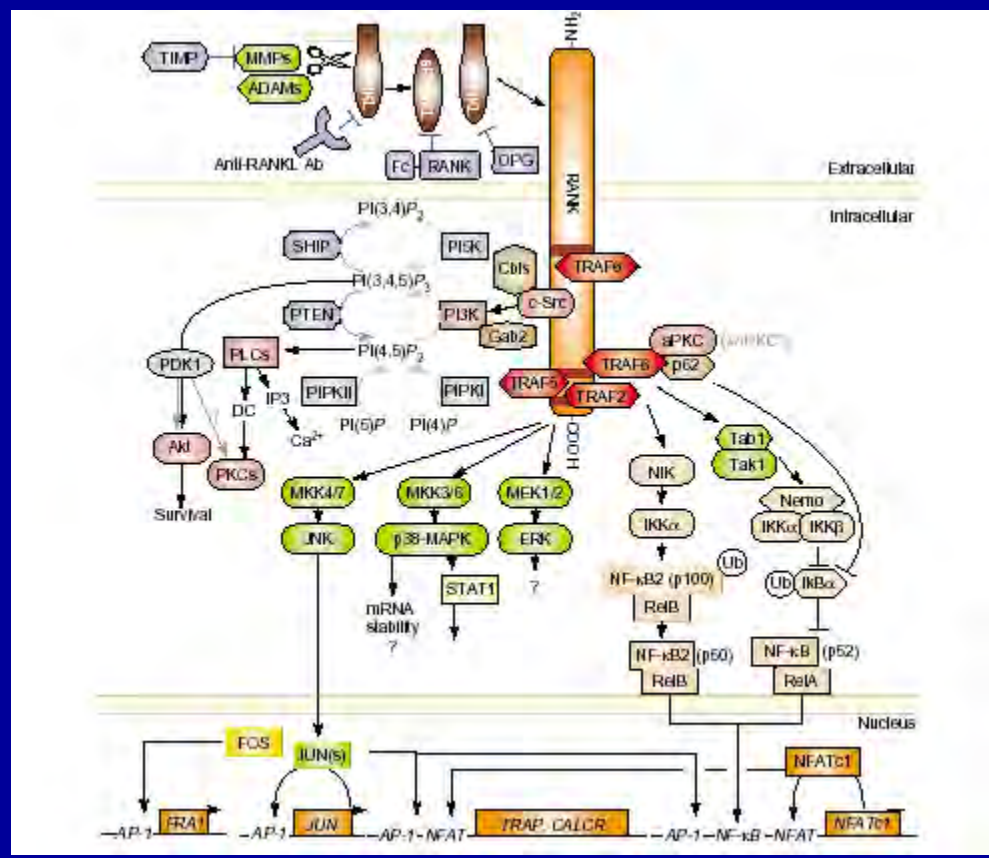 NH₂
TIMP
MMPs
ADAMs
Anti-RANKL Ab
Fc
RANK
OPG
Extracellular
RANK
Intracellular
PI(3,4)P₂
SHIP
PI5K
Cbls
TRAF6
PI(3,4,5)P₃
c-Src
PTEN
PI3K
Gab2
aPKC
PI(4,5)P₂
TRAF6
p62
PDK1
PLCs
TRAF5
TRAF2
PIPKII
PIPKI
IP3
DC
PI(5)P
PI(4)P
COOH
Ca²⁺
Tab1
Tak1
Akt
PKCs
NIK
Survival
MKK4/7
MKK3/6
MEK1/2
Nemo
IKKα
IKKβ
IKKα
JNK
p38-MAPK
ERK
Ub
NF-κB2 (p100)
RelB
Ub
IκBα
STAT1
?
mRNA
stability
?
NF-κB2 (p50)
RelB
NF-κB (p52)
RelA
Nucleus
FOS
JUN(s)
NFATc1
AP-1
FRA1
AP-1
JUN
AP-1
NFAT
TRAP, CALCR
AP-1
NF-κB
NFAT
NFATc1